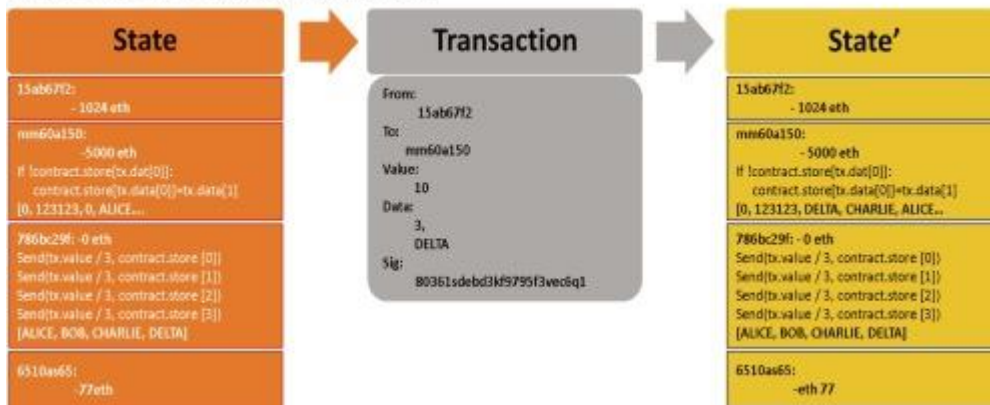 State
15ab67f2:
- 1024 eth
mm60a150:
-5000 eth
If !contract.store[tx.dat[0]]:
contract.store[tx.data[0]]=tx.data[1]
[0, 123123, 0, ALICE...
786bc29f: -0 eth
Send(tx.value / 3, contract.store [0])
Send(tx.value / 3, contract.store [1])
Send(tx.value / 3, contract.store [2])
Send(tx.value / 3, contract.store [3])
[ALICE, BOB, CHARLIE, DELTA]
6510as65:
-77eth
Transaction
From:
15ab67f2
To:
mm60a150
Value:
10
Data:
3,
DELTA
Sig:
80361sdebd3kf9795f3vec6q1
State'
15ab67f2:
- 1024 eth
mm60a150:
- 5000 eth
If !contract.store[tx.dat[0]]:
contract.store[tx.data[0]]=tx.data[1]
[0, 123123, DELTA, CHARLIE, ALICE...
786bc29f: -0 eth
Send(tx.value / 3, contract.store [0])
Send(tx.value / 3, contract.store [1])
Send(tx.value / 3, contract.store [2])
Send(tx.value / 3, contract.store [3])
[ALICE, BOB, CHARLIE, DELTA]
6510as65:
-eth 77